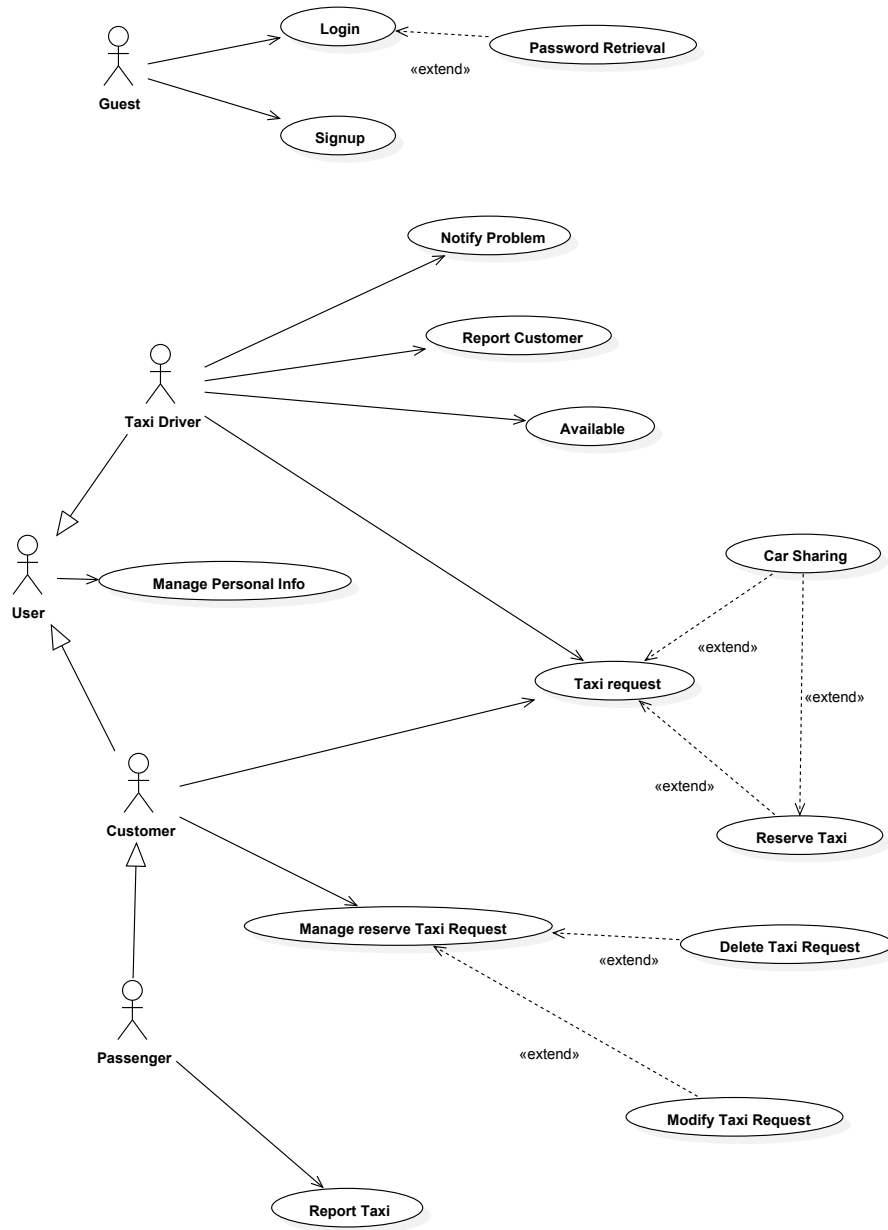 Login
Password Retrieval
«extend»
Guest
Signup
Notify Problem
Report Customer
Taxi Driver
Available
Car Sharing
Manage Personal Info
User
«extend»
Taxi request
«extend»
«extend»
Customer
Reserve Taxi
Manage reserve Taxi Request
Delete Taxi Request
«extend»
«extend»
Passenger
Modify Taxi Request
Report Taxi